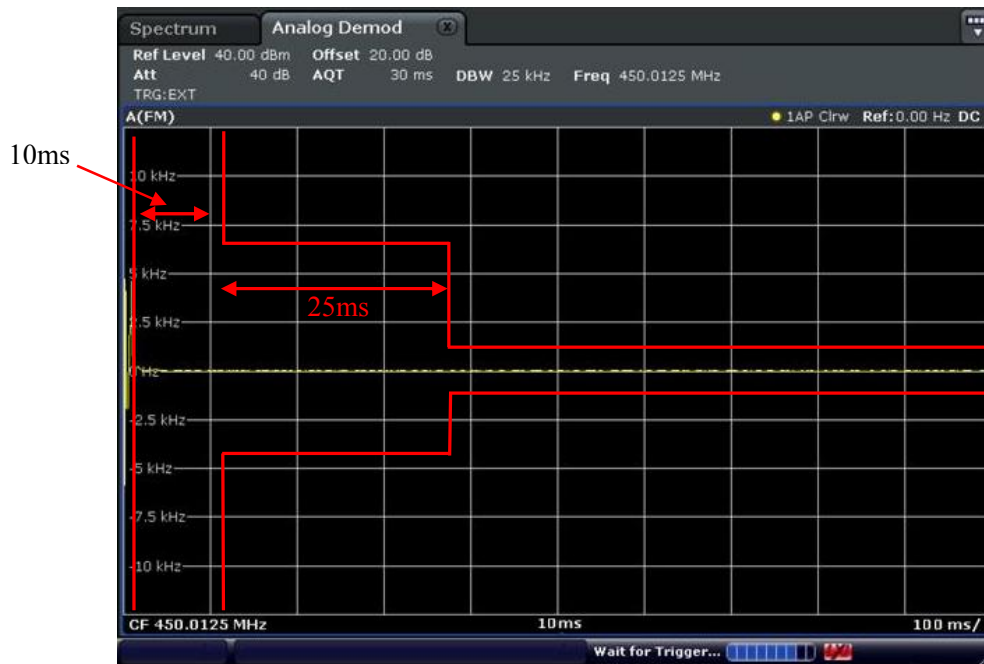 Spectrum Analog Demod X
Ref Level 40.00 dBm Offset 20.00 dB
Att 40 dB AQT 30 ms DBW 25 kHz Freq 450.0125 MHz
TRG:EXT
A(FM) 1AP Clrw Ref:0.00 Hz DC
10ms
10 kHz
7.5 kHz
5 kHz
25ms
2.5 kHz
0 Hz
-2.5 kHz
-5 kHz
-7.5 kHz
-10 kHz
CF 450.0125 MHz 10ms 100 ms/
Wait for Trigger...